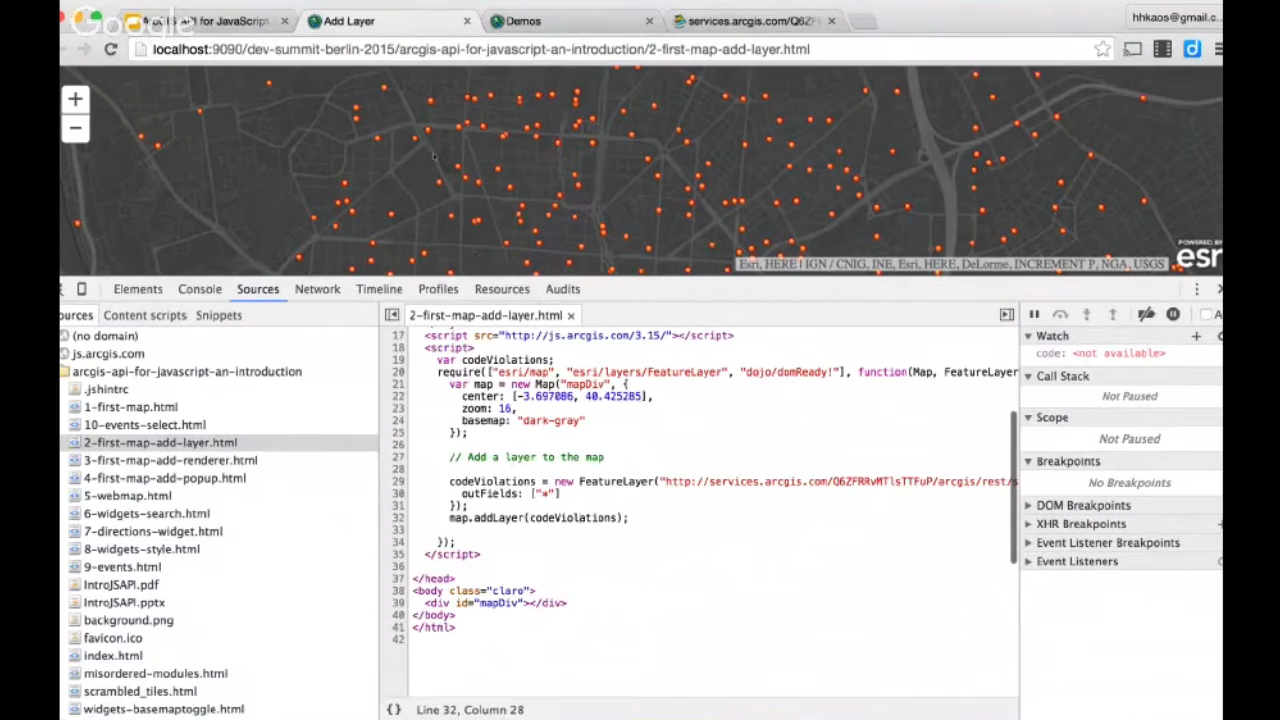 Google
ArcGIS API for JavaScript
Add Layer
Demos
services.arcgis.com/Q6ZF
hhkaos@gmail.c...
localhost:9090/dev-summit-berlin-2015/arcgis-api-for-javascript-an-introduction/2-first-map-add-layer.html
+
−
POWERED BY
esri
Esri, HERE | IGN / CNIG, INE, Esri, HERE, DeLorme, INCREMENT P, NGA, USGS
Elements Console Sources Network Timeline Profiles Resources Audits
ources Content scripts Snippets
(no domain)
js.arcgis.com
arcgis-api-for-javascript-an-introduction
.jshintrc
1-first-map.html
10-events-select.html
2-first-map-add-layer.html
3-first-map-add-renderer.html
4-first-map-add-popup.html
5-webmap.html
6-widgets-search.html
7-directions-widget.html
8-widgets-style.html
9-events.html
IntroJSAPI.pdf
IntroJSAPI.pptx
background.png
favicon.ico
index.html
misordered-modules.html
scrambled_tiles.html
widgets-basemaptoggle.html
2-first-map-add-layer.html ×
17 <script src="http://js.arcgis.com/3.15/"></script>
18 <script>
19 var codeViolations;
20 require(["esri/map", "esri/layers/FeatureLayer", "dojo/domReady!"], function(Map, FeatureLayer
21 var map = new Map("mapDiv", {
22 center: [-3.697086, 40.425285],
23 zoom: 16,
24 basemap: "dark-gray"
25 });
26
27 // Add a layer to the map
28
29 codeViolations = new FeatureLayer("http://services.arcgis.com/Q6ZFRRvMTlsTTFuP/arcgis/rest/s
30 outFields: ["*"]
31 });
32 map.addLayer(codeViolations);
33
34 });
35 </script>
36
37 </head>
38 <body class="claro">
39 <div id="mapDiv"></div>
40 </body>
41 </html>
42
{} Line 32, Column 28
Watch
code: <not available>
Call Stack
Not Paused
Scope
Not Paused
Breakpoints
No Breakpoints
DOM Breakpoints
XHR Breakpoints
Event Listener Breakpoints
Event Listeners